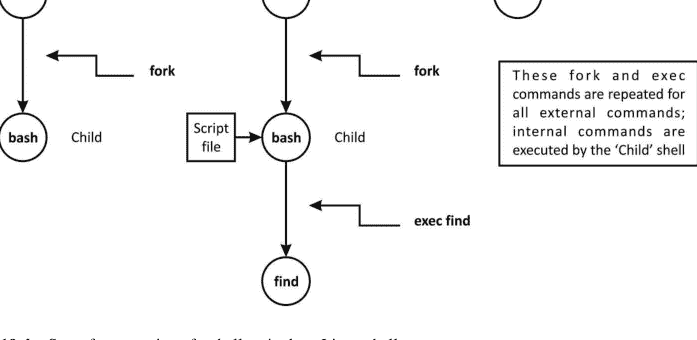 fork
fork
These fork and exec
commands are repeated for
all external commands;
internal commands are
executed by the 'Child' shell
bash
Child
Script
file
bash
Child
exec find
find